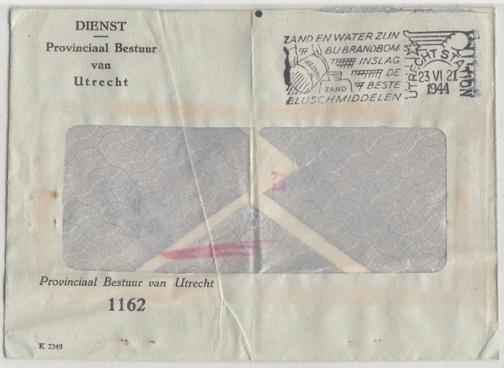 DIENST
Provinciaal Bestuur
van
Utrecht
ZAND EN WATER ZIJN
BIJ BRANDBOM
INSLAG
DE
BESTE
BLUSCHMIDDELEN
ZAND
UTRECHT STATION
23 VI 21
1944
Provinciaal Bestuur van Utrecht
1162
K 2349